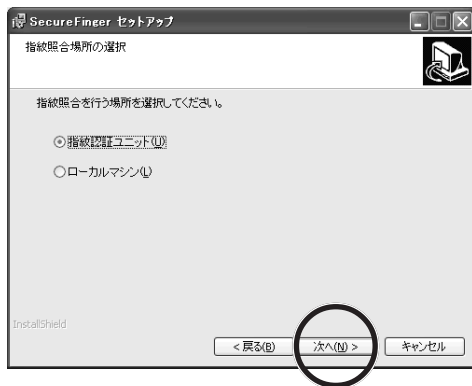 SecureFinger セットアップ
指紋照合場所の選択
指紋照合を行う場所を選択してください。
指紋認証ユニット(U)
ローカルマシン(L)
InstallShield
< 戻る(B) 次へ(N) > キャンセル